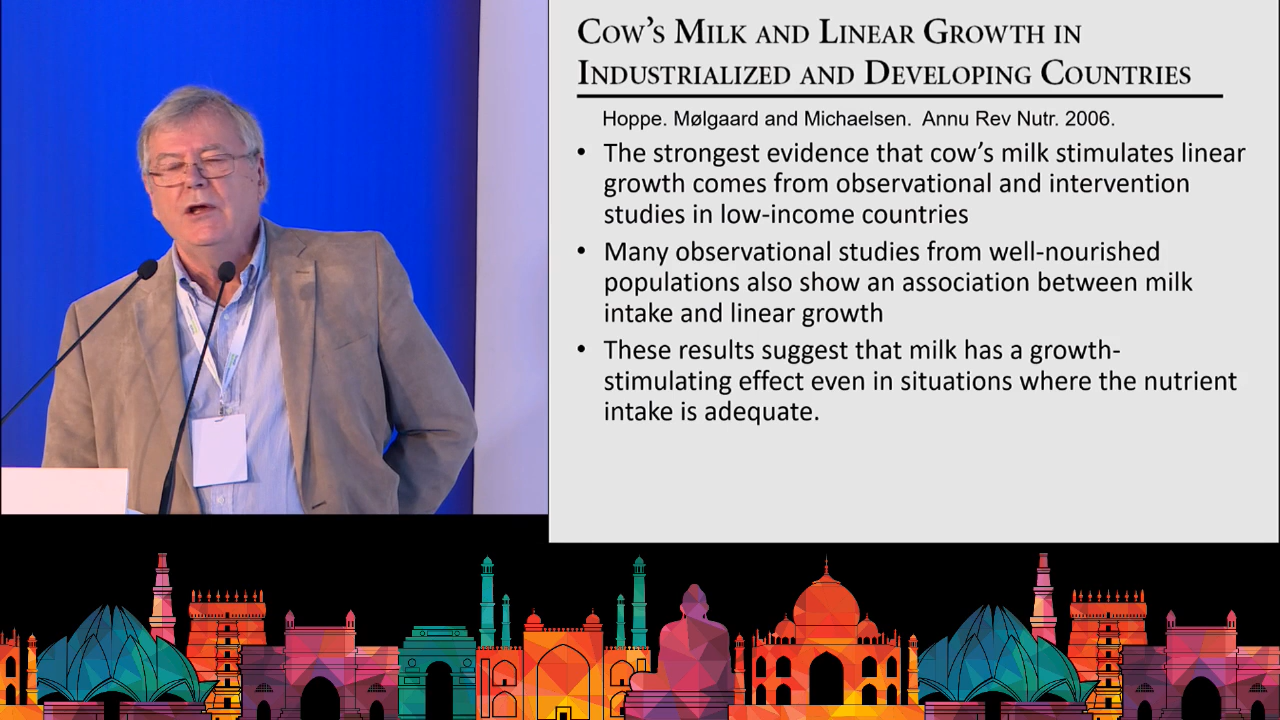 COW'S MILK AND LINEAR GROWTH IN
INDUSTRIALIZED AND DEVELOPING COUNTRIES
Hoppe. Mølgaard and Michaelsen. Annu Rev Nutr. 2006.
• The strongest evidence that cow's milk stimulates linear
growth comes from observational and intervention
studies in low-income countries
• Many observational studies from well-nourished
populations also show an association between milk
intake and linear growth
• These results suggest that milk has a growth-
stimulating effect even in situations where the nutrient
intake is adequate.